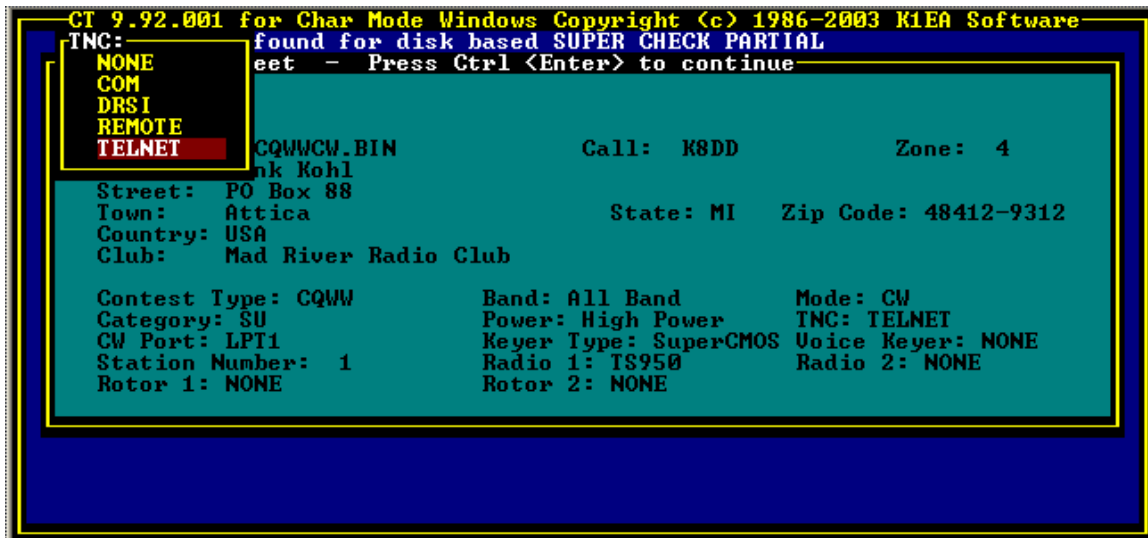 CT 9.92.001 for Char Mode Windows Copyright (c) 1986-2003 K1EA Software
TNC: found for disk based SUPER CHECK PARTIAL
NONE eet - Press Ctrl <Enter> to continue
COM
DRSI
REMOTE
TELNET CQWWCW.BIN Call: K8DD Zone: 4
nk Kohl
Street: PO Box 88
Town: Attica State: MI Zip Code: 48412-9312
Country: USA
Club: Mad River Radio Club
Contest Type: CQWW Band: All Band Mode: CW
Category: SU Power: High Power TNC: TELNET
CW Port: LPT1 Keyer Type: SuperCMOS Voice Keyer: NONE
Station Number: 1 Radio 1: TS950 Radio 2: NONE
Rotor 1: NONE Rotor 2: NONE